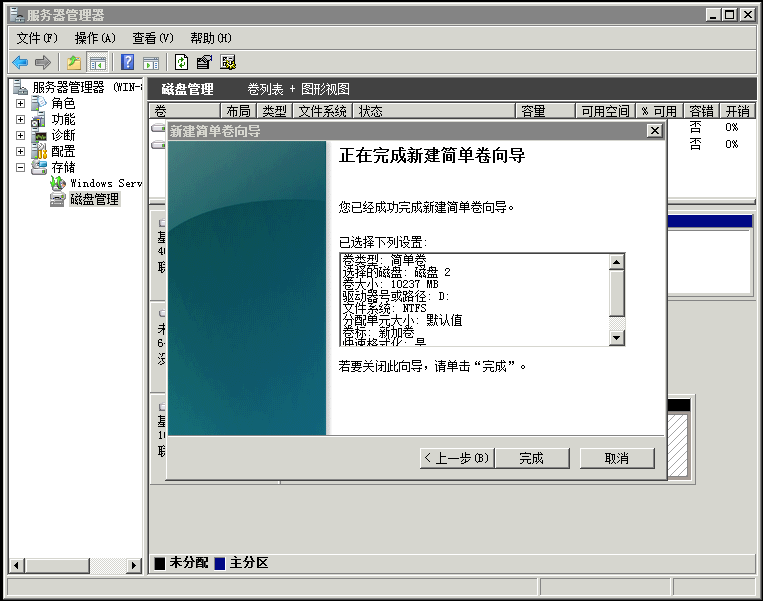 服务器管理器
文件(F) 操作(A) 查看(V) 帮助(H)
服务器管理器 (WIN-
角色
功能
诊断
配置
存储
Windows Serv
磁盘管理
磁盘管理 卷列表 + 图形视图
卷 布局 类型 文件系统 状态 容量 可用空间 % 可用 容错 开销
否 0%
否 0%
新建简单卷向导
正在完成新建简单卷向导
您已经成功完成新建简单卷向导。
已选择下列设置:
卷类型: 简单卷
选择的磁盘: 磁盘 2
卷大小: 10237 MB
驱动器号或路径: D:
文件系统: NTFS
分配单元大小: 默认值
卷标: 新加卷
快速格式化: 是
若要关闭此向导，请单击“完成”。
< 上一步(B) 完成 取消
基
联
基
联
未分配 主分区